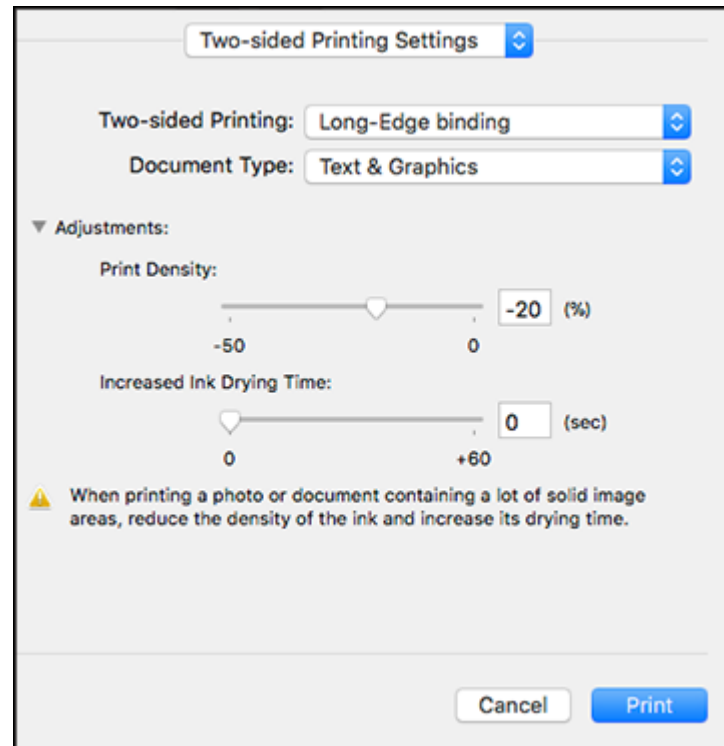 Two-sided Printing Settings
Two-sided Printing: Long-Edge binding
Document Type: Text & Graphics
Adjustments:
Print Density:
-20 (%)
-50 0
Increased Ink Drying Time:
0 (sec)
0 +60
When printing a photo or document containing a lot of solid image
areas, reduce the density of the ink and increase its drying time.
Cancel Print